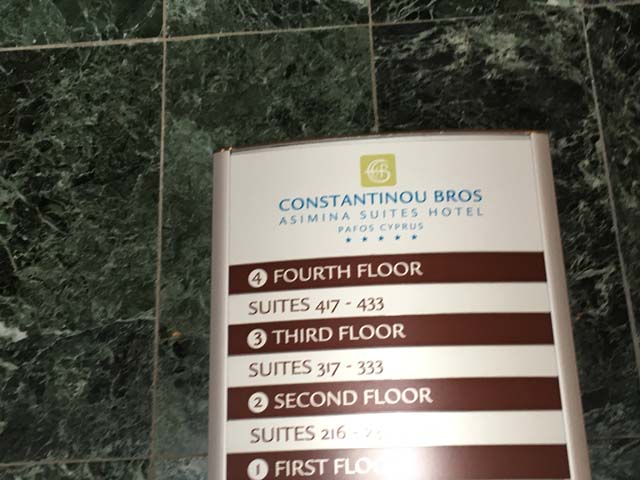 CONSTANTINOU BROS
ASIMINA SUITES HOTEL
PAFOS CYPRUS
4 FOURTH FLOOR
SUITES 417 - 433
3 THIRD FLOOR
SUITES 317 - 333
2 SECOND FLOOR
SUITES 216 -
1 FIRST